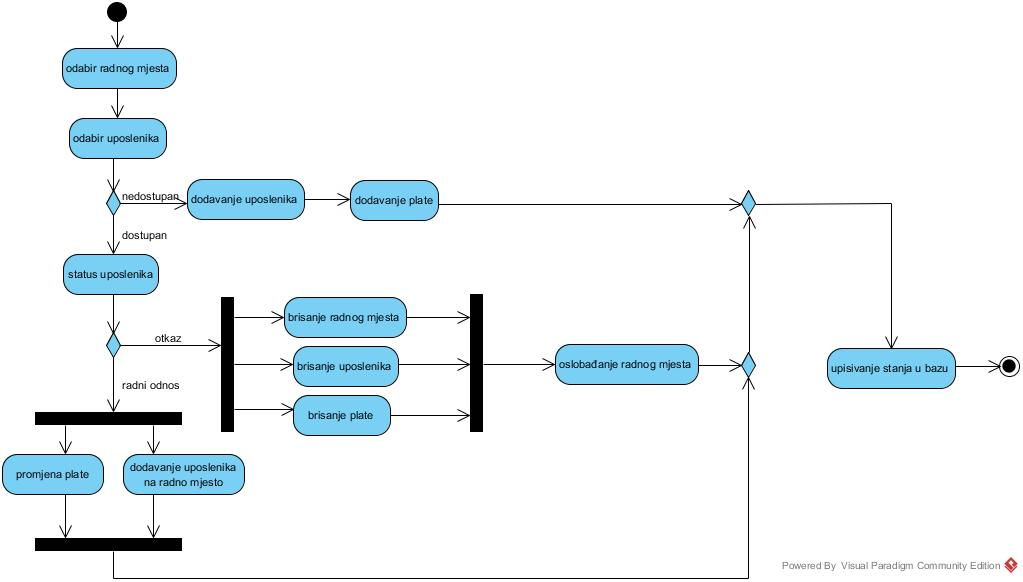 odabir radnog mjesta
odabir uposlenika
nedostupan
dodavanje uposlenika
dodavanje plate
dostupan
status uposlenika
otkaz
brisanje radnog mjesta
brisanje uposlenika
brisanje plate
oslobađanje radnog mjesta
upisivanje stanja u bazu
radni odnos
promjena plate
dodavanje uposlenika
na radno mjesto
Powered By Visual Paradigm Community Edition